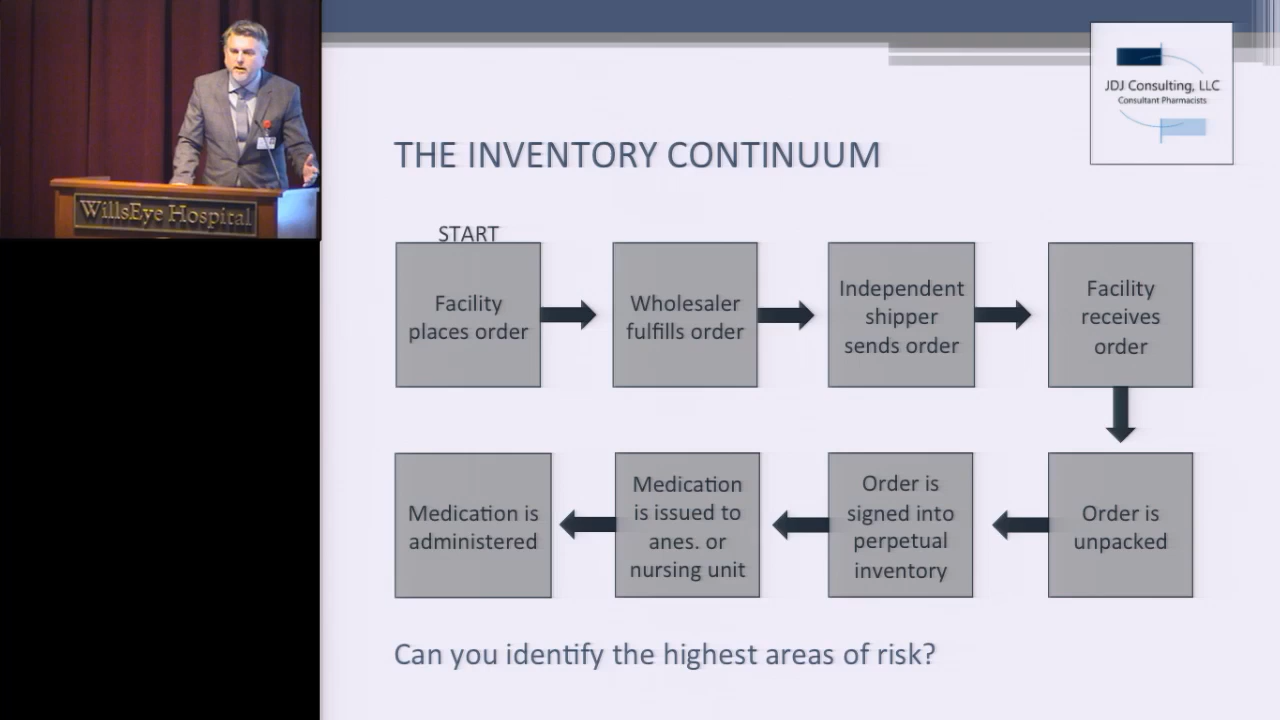 WillsEye Hospital
JDJ Consulting, LLC
Consultant Pharmacists
THE INVENTORY CONTINUUM
START
Facility
places order
Wholesaler
fulfills order
Independent
shipper
sends order
Facility
receives
order
Order is
unpacked
Order is
signed into
perpetual
inventory
Medication
is issued to
anes. or
nursing unit
Medication is
administered
Can you identify the highest areas of risk?